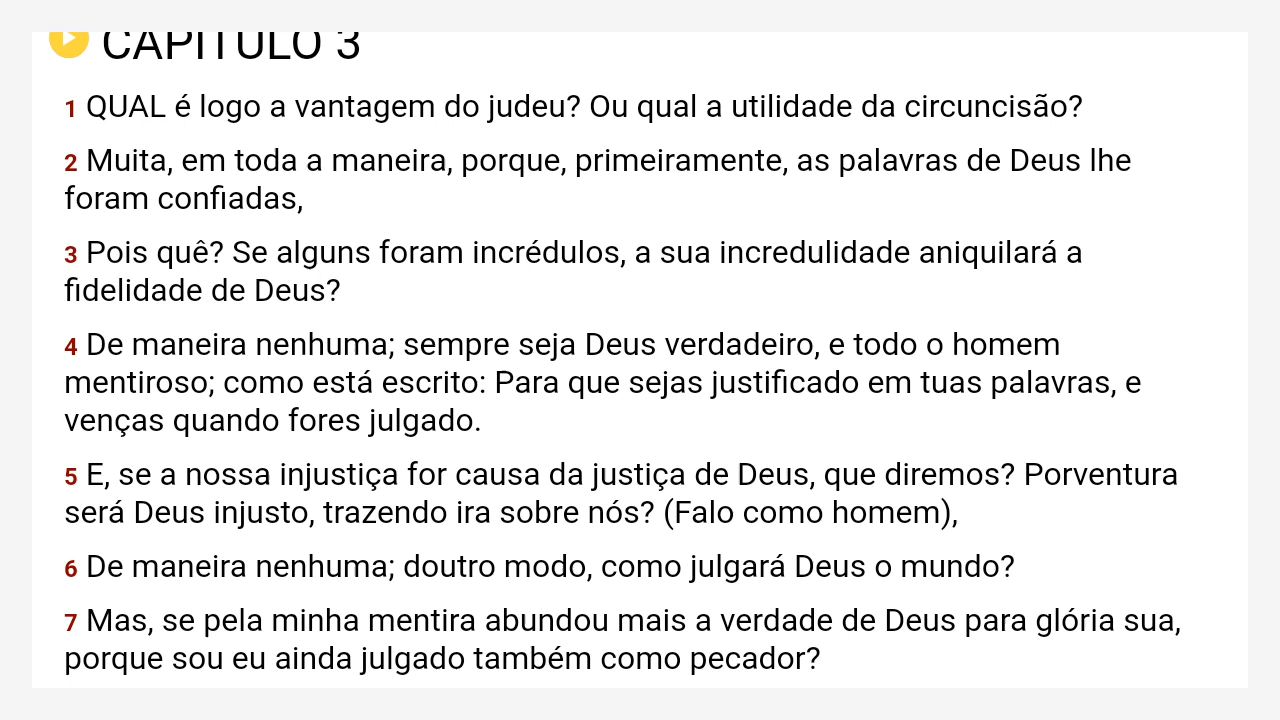 CAPÍTULO 3
1 QUAL é logo a vantagem do judeu? Ou qual a utilidade da circuncisão?
2 Muita, em toda a maneira, porque, primeiramente, as palavras de Deus lhe
foram confiadas,
3 Pois quê? Se alguns foram incrédulos, a sua incredulidade aniquilará a
fidelidade de Deus?
4 De maneira nenhuma; sempre seja Deus verdadeiro, e todo o homem
mentiroso; como está escrito: Para que sejas justificado em tuas palavras, e
venças quando fores julgado.
5 E, se a nossa injustiça for causa da justiça de Deus, que diremos? Porventura
será Deus injusto, trazendo ira sobre nós? (Falo como homem),
6 De maneira nenhuma; doutro modo, como julgará Deus o mundo?
7 Mas, se pela minha mentira abundou mais a verdade de Deus para glória sua,
porque sou eu ainda julgado também como pecador?